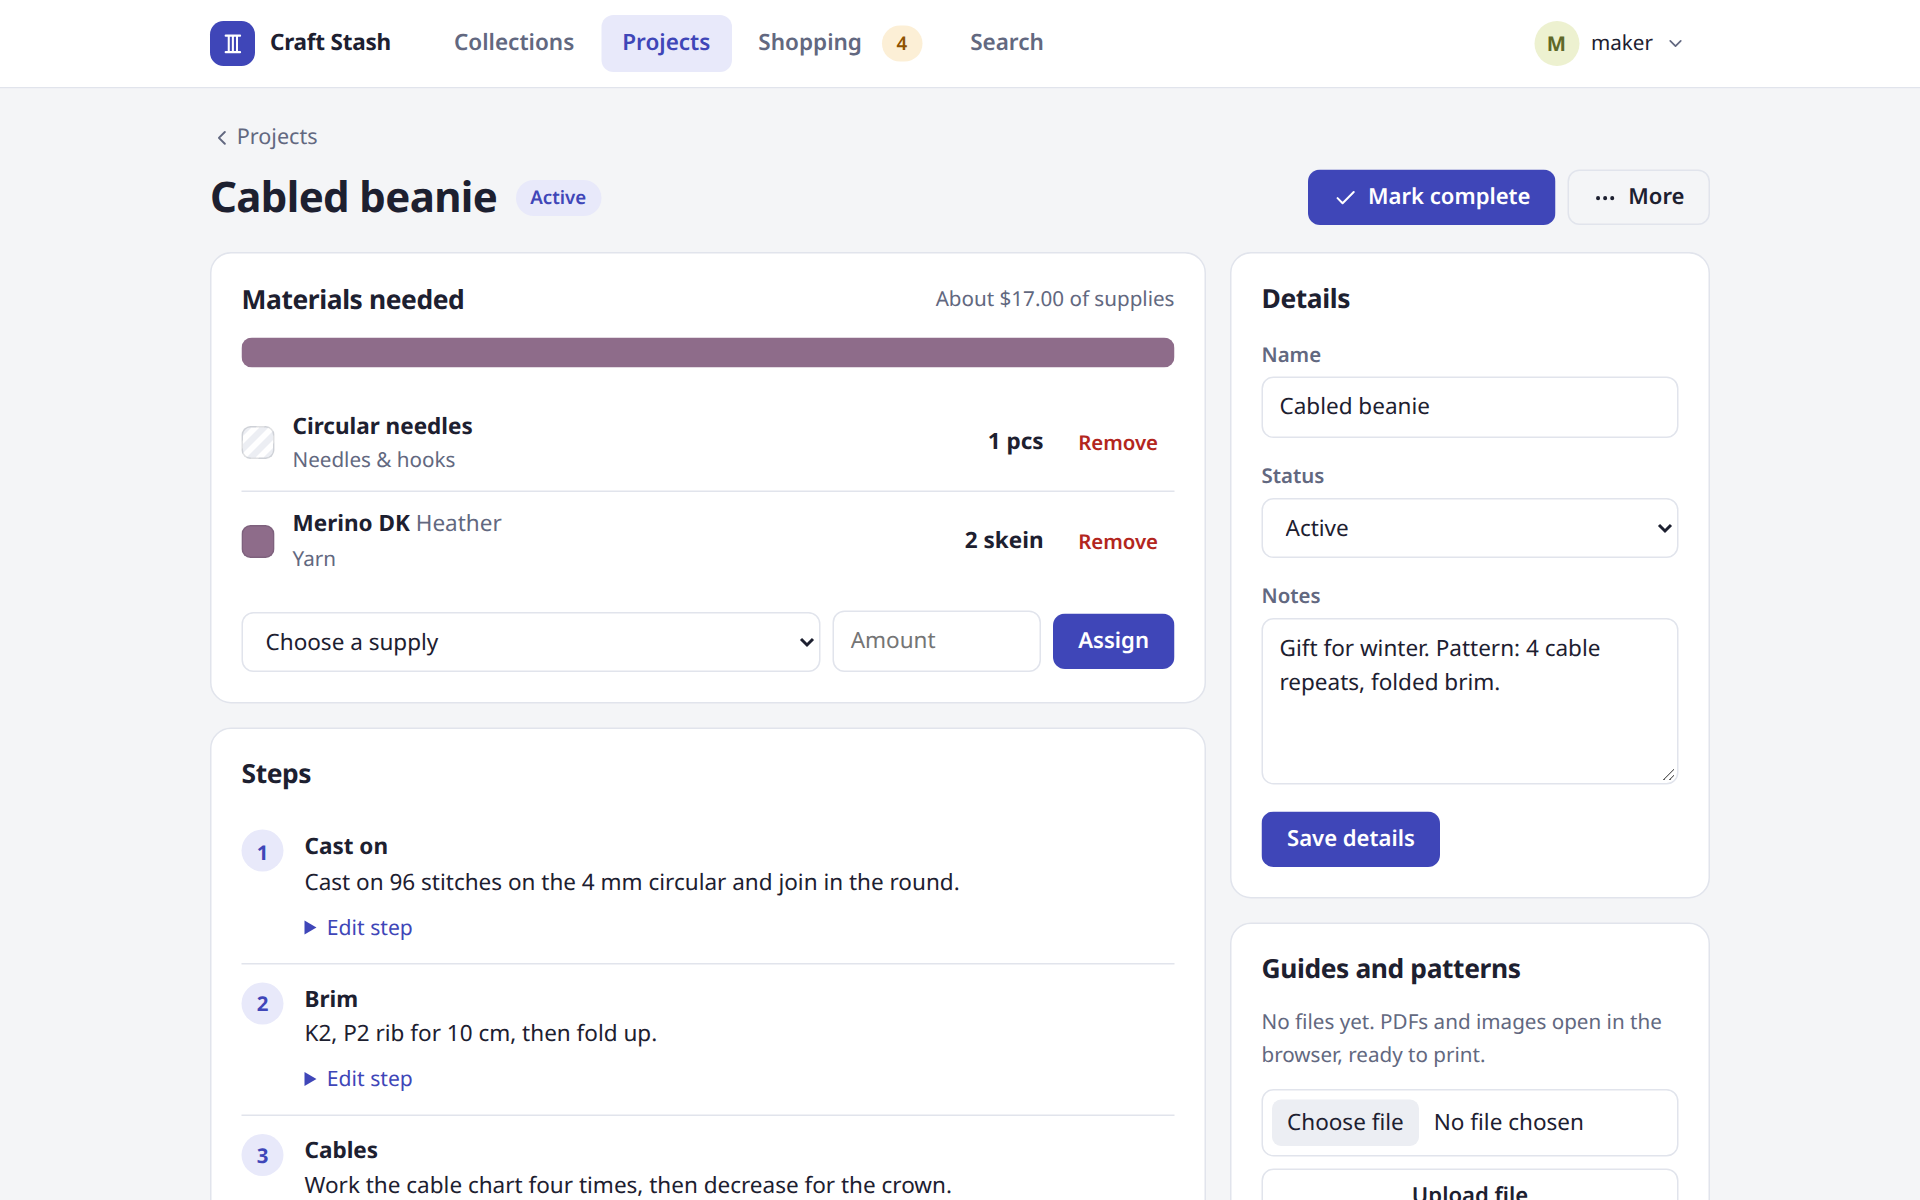 Craft Stash
Collections
Projects
Shopping 4
Search
M maker
Projects
Cabled beanie Active
Mark complete
More
Materials needed
About $17.00 of supplies
Circular needles
Needles & hooks
1 pcs
Remove
Merino DK Heather
Yarn
2 skein
Remove
Choose a supply
Amount
Assign
Steps
1 Cast on
Cast on 96 stitches on the 4 mm circular and join in the round.
Edit step
2 Brim
K2, P2 rib for 10 cm, then fold up.
Edit step
3 Cables
Work the cable chart four times, then decrease for the crown.
Details
Name
Cabled beanie
Status
Active
Notes
Gift for winter. Pattern: 4 cable
repeats, folded brim.
Save details
Guides and patterns
No files yet. PDFs and images open in the
browser, ready to print.
Choose file No file chosen
Upload file